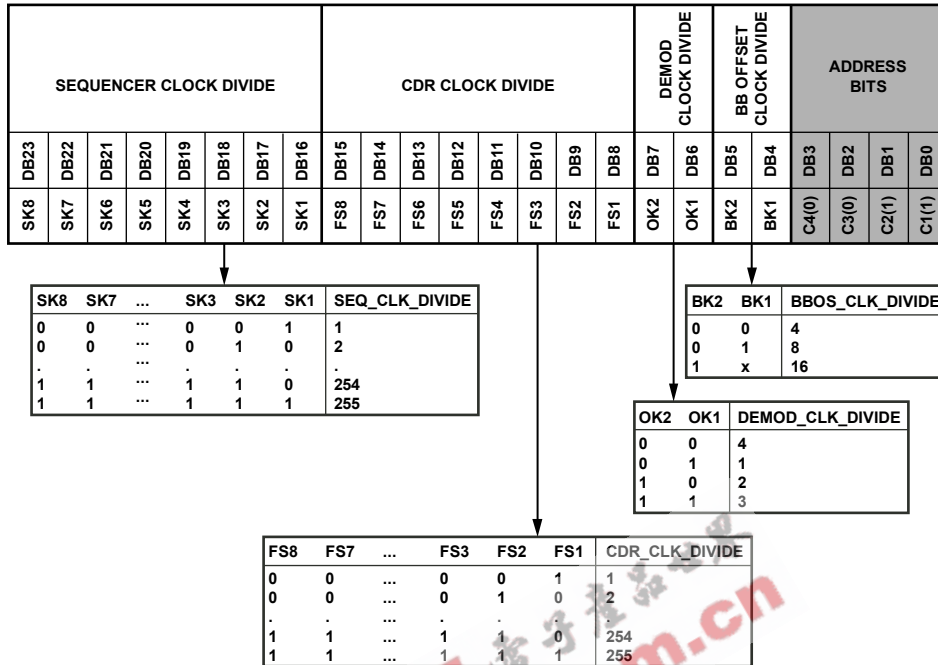 SEQUENCER CLOCK DIVIDE CDR CLOCK DIVIDE DEMOD CLOCK DIVIDE BB OFFSET CLOCK DIVIDE ADDRESS BITS
DB23 DB22 DB21 DB20 DB19 DB18 DB17 DB16 DB15 DB14 DB13 DB12 DB11 DB10 DB9 DB8 DB7 DB6 DB5 DB4 DB3 DB2 DB1 DB0
SK8 SK7 SK6 SK5 SK4 SK3 SK2 SK1 FS8 FS7 FS6 FS5 FS4 FS3 FS2 FS1 OK2 OK1 BK2 BK1 C4(0) C3(0) C2(1) C1(1)
SK8 SK7 ... SK3 SK2 SK1 SEQ_CLK_DIVIDE
0 0 ... 0 0 1 1
0 0 ... 0 1 0 2
. . ... . . . .
1 1 ... 1 1 0 254
1 1 ... 1 1 1 255
BK2 BK1 BBOS_CLK_DIVIDE
0 0 4
0 1 8
1 x 16
OK2 OK1 DEMOD_CLK_DIVIDE
0 0 4
0 1 1
1 0 2
1 1 3
FS8 FS7 ... FS3 FS2 FS1 CDR_CLK_DIVIDE
0 0 ... 0 0 1 1
0 0 ... 0 1 0 2
. . ... . . . .
1 1 ... 1 1 0 254
1 1 ... 1 1 1 255